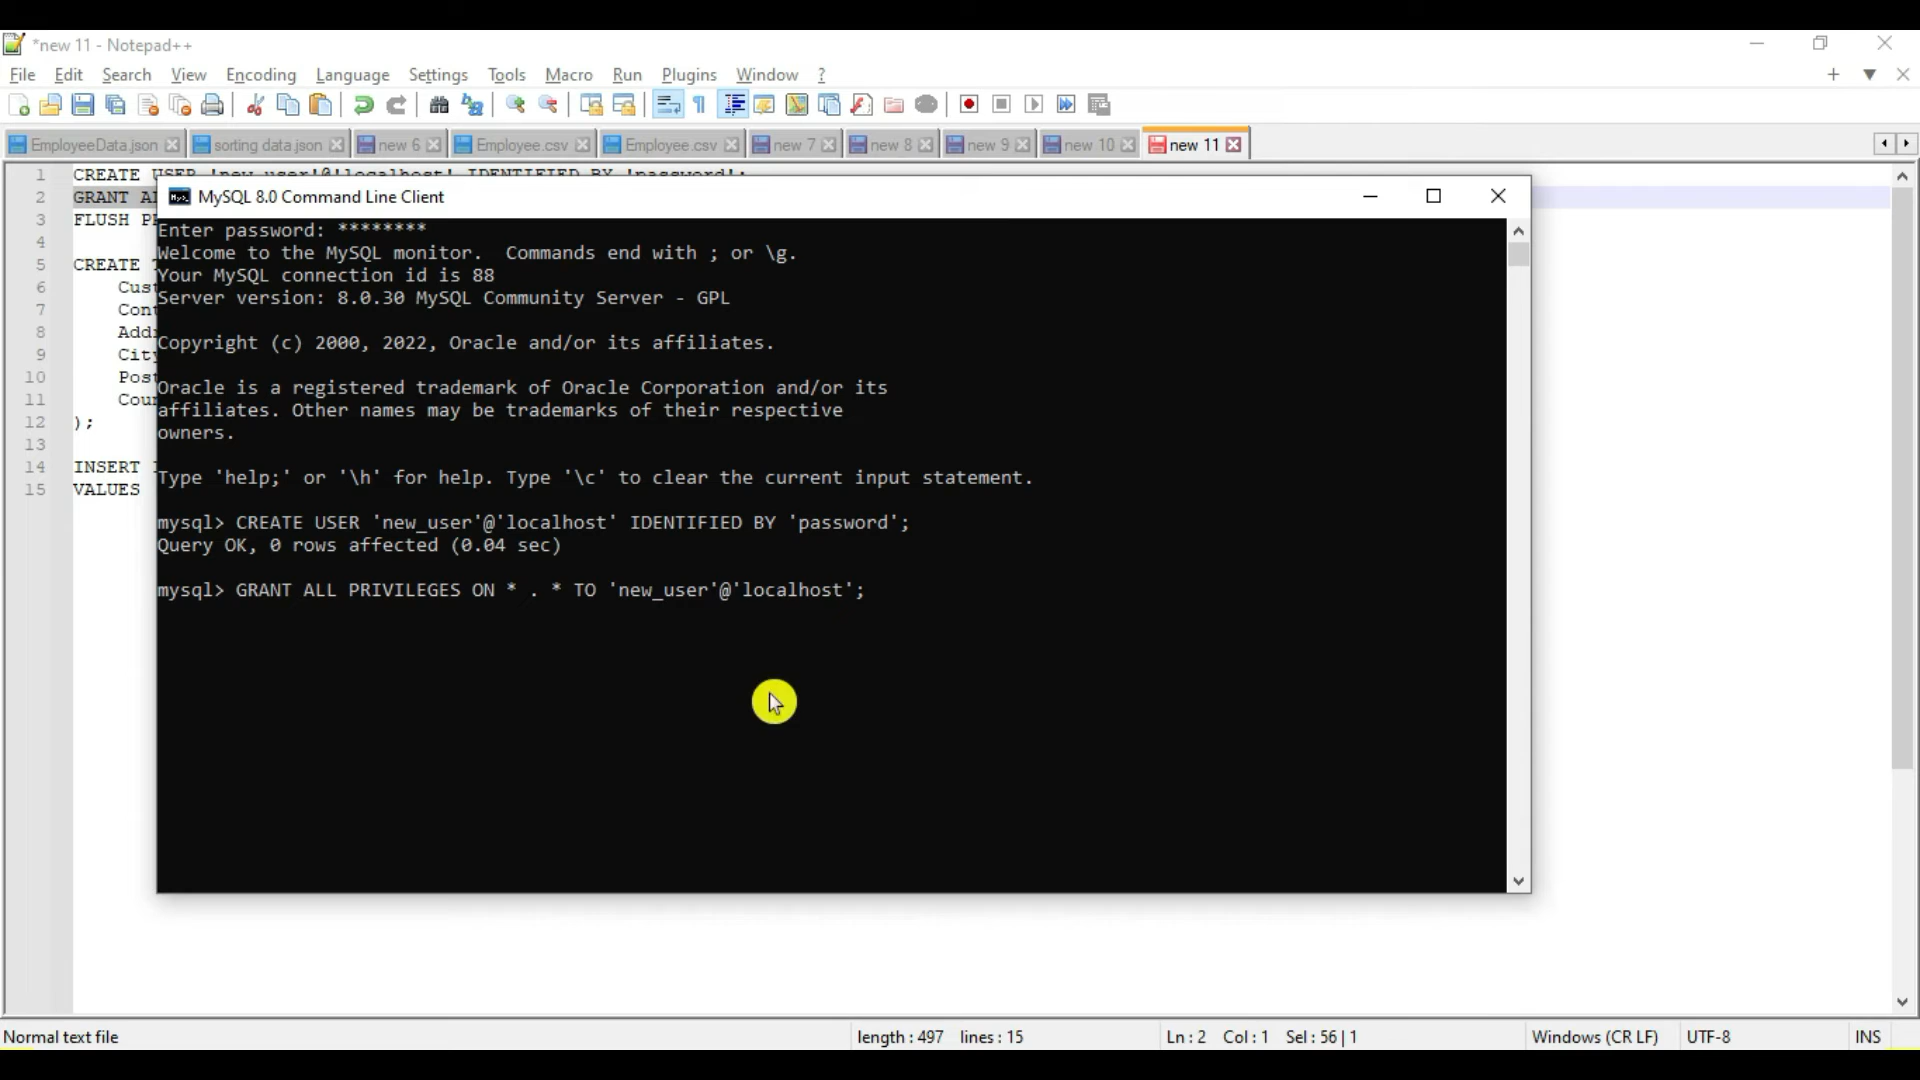 *new 11 - Notepad++
File Edit Search View Encoding Language Settings Tools Macro Run Plugins Window ?
EmployeeData.json sorting data.json new 6 Employee.csv Employee.csv new 7 new 8 new 9 new 10 new 11
1 CREATE USER 'new_user'@'localhost' IDENTIFIED BY 'password';
2 GRANT
3 FLUSH
4
5 CREATE
6
7
8
9
10
11
12 );
13
14 INSERT
15 VALUES
MySQL 8.0 Command Line Client
Enter password: ********
Welcome to the MySQL monitor.  Commands end with ; or \g.
Your MySQL connection id is 88
Server version: 8.0.30 MySQL Community Server - GPL
Copyright (c) 2000, 2022, Oracle and/or its affiliates.
Oracle is a registered trademark of Oracle Corporation and/or its
affiliates. Other names may be trademarks of their respective
owners.
Type 'help;' or '\h' for help. Type '\c' to clear the current input statement.
mysql> CREATE USER 'new_user'@'localhost' IDENTIFIED BY 'password';
Query OK, 0 rows affected (0.04 sec)
mysql> GRANT ALL PRIVILEGES ON * . * TO 'new_user'@'localhost';
Normal text file length : 497 lines : 15 Ln : 2 Col : 1 Sel : 56 | 1 Windows (CR LF) UTF-8 INS